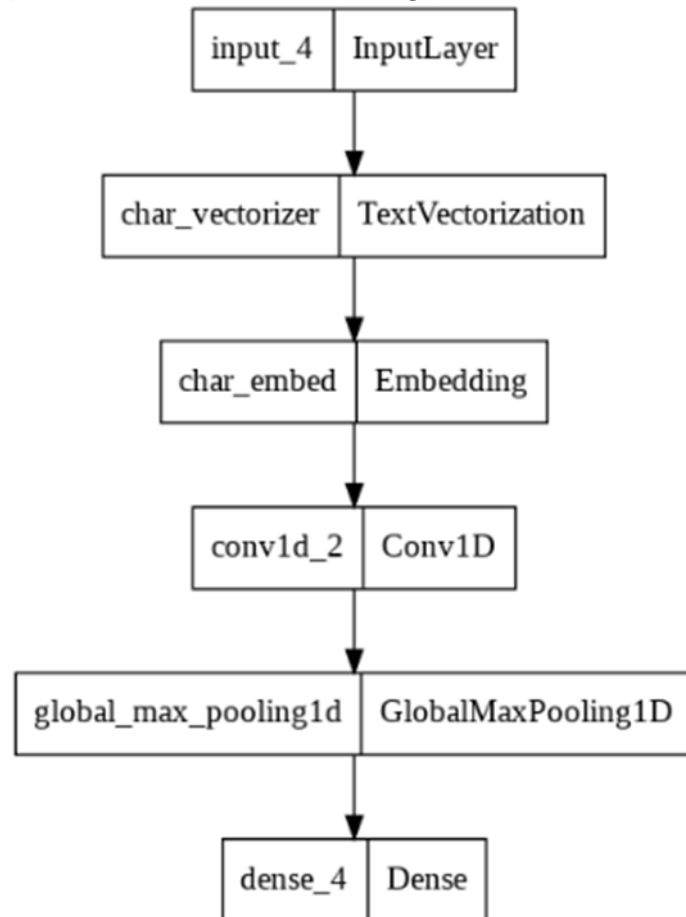 input_4 InputLayer
char_vectorizer TextVectorization
char_embed Embedding
conv1d_2 Conv1D
global_max_pooling1d GlobalMaxPooling1D
dense_4 Dense